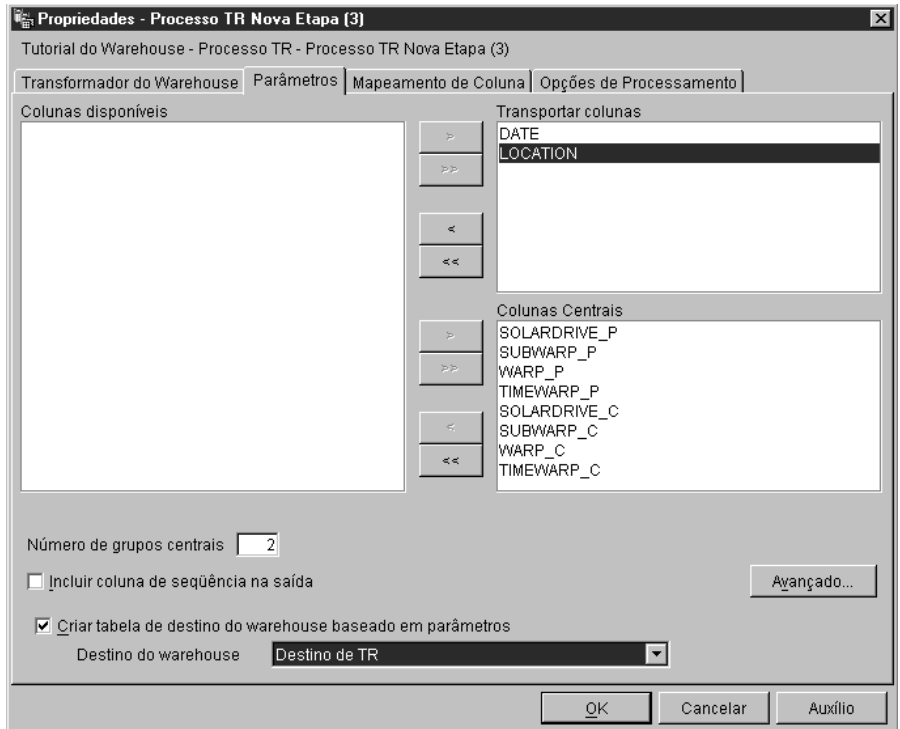 Propriedades - Processo TR Nova Etapa (3)
Tutorial do Warehouse - Processo TR - Processo TR Nova Etapa (3)
Transformador do Warehouse Parâmetros Mapeamento de Coluna Opções de Processamento
Colunas disponíveis
Transportar colunas
DATE
LOCATION
>
>>
<
<<
Colunas Centrais
SOLARDRIVE_P
SUBWARP_P
WARP_P
TIMEWARP_P
SOLARDRIVE_C
SUBWARP_C
WARP_C
TIMEWARP_C
>
>>
<
<<
Número de grupos centrais 2
Incluir coluna de seqüência na saída
Avançado...
Criar tabela de destino do warehouse baseado em parâmetros
Destino do warehouse Destino de TR
OK Cancelar Auxílio